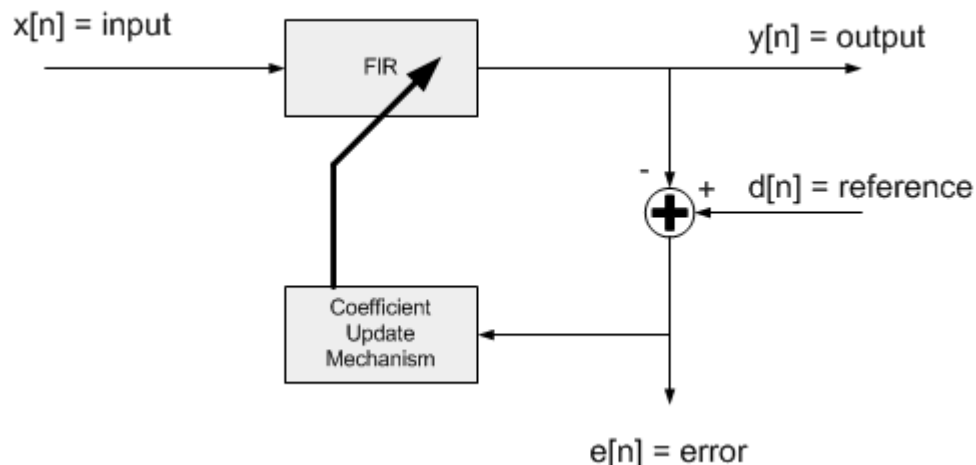 x[n] = input
FIR
y[n] = output
-
+
d[n] = reference
Coefficient
Update
Mechanism
e[n] = error